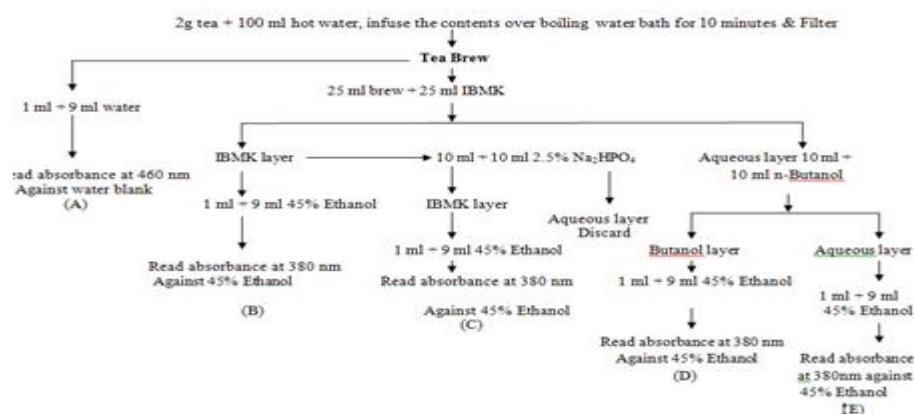 2g tea + 100 ml hot water, infuse the contents over boiling water bath for 10 minutes & Filter
Tea Brew
1 ml + 9 ml water
25 ml brew + 25 ml IBMK
IBMK layer
10 ml + 10 ml 2.5% Na₂HPO₄
Aqueous layer 10 ml +
10 ml n-Butanol
ead absorbance at 460 nm
Against water blank
(A)
1 ml + 9 ml 45% Ethanol
IBMK layer
Aqueous layer
Discard
Butanol layer
Aqueous layer
Read absorbance at 380 nm
Against 45% Ethanol
(B)
1 ml + 9 ml 45% Ethanol
Read absorbance at 380 nm
Against 45% Ethanol
(C)
1 ml + 9 ml 45% Ethanol
Read absorbance at 380 nm
Against 45% Ethanol
(D)
1 ml + 9 ml
45% Ethanol
Read absorbance
at 380nm against
45% Ethanol
(E)